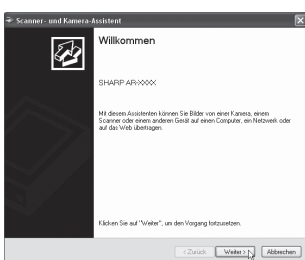 Scanner- und Kamera-Assistent
Willkommen
SHARP AR-XXXX
Mit diesem Assistenten können Sie Bilder von einer Kamera, einem
Scanner oder einem anderen Gerät auf einen Computer, ein Netzwerk oder
auf das Web übertragen.
Klicken Sie auf "Weiter", um den Vorgang fortzusetzen.
< Zurück Weiter > Abbrechen